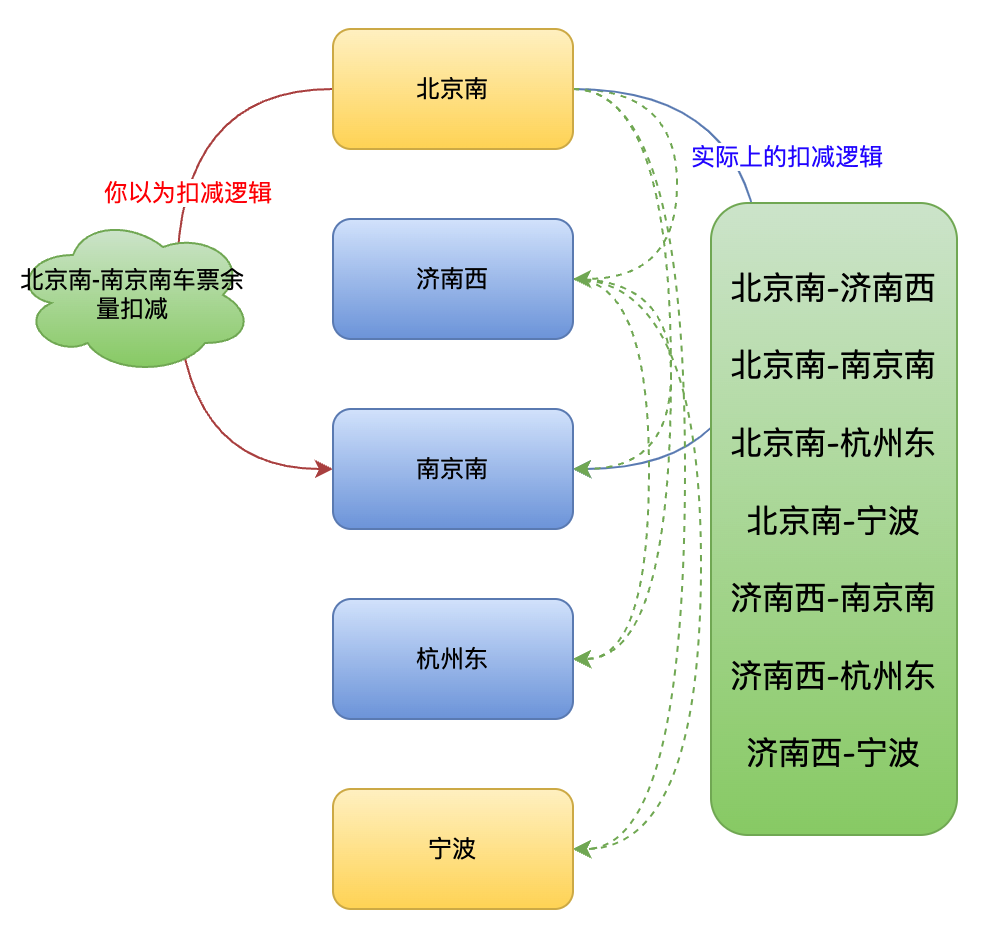 北京南
实际上的扣减逻辑
你以为扣减逻辑
北京南-南京南车票余
量扣减
济南西
南京南
杭州东
宁波
北京南-济南西
北京南-南京南
北京南-杭州东
北京南-宁波
济南西-南京南
济南西-杭州东
济南西-宁波